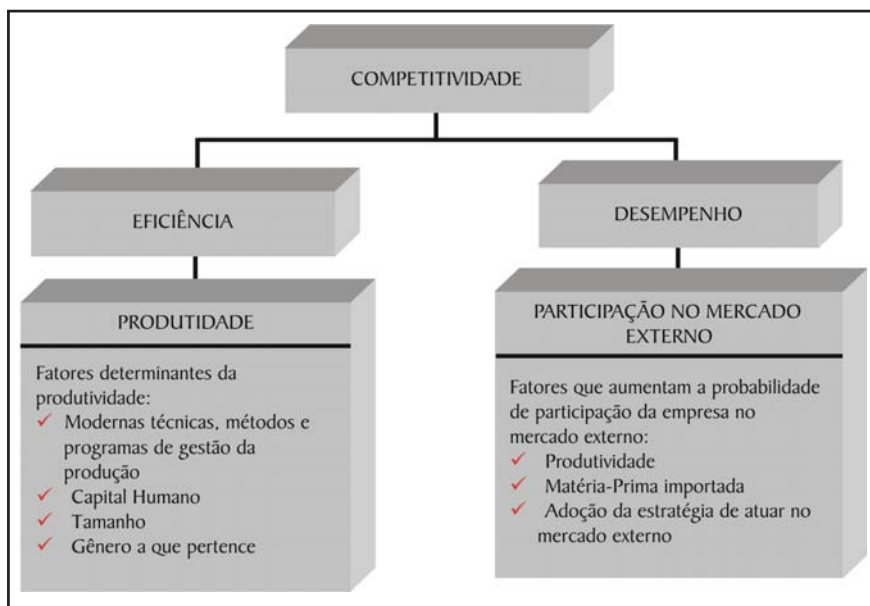 COMPETITIVIDADE
EFICIÊNCIA
DESEMPENHO
PRODUTIDADE
Fatores determinantes da
produtividade:
✓ Modernas técnicas, métodos e
programas de gestão da
produção
✓ Capital Humano
✓ Tamanho
✓ Gênero a que pertence
PARTICIPAÇÃO NO MERCADO
EXTERNO
Fatores que aumentam a probabilidade
de participação da empresa no
mercado externo:
✓ Produtividade
✓ Matéria-Prima importada
✓ Adoção da estratégia de atuar no
mercado externo